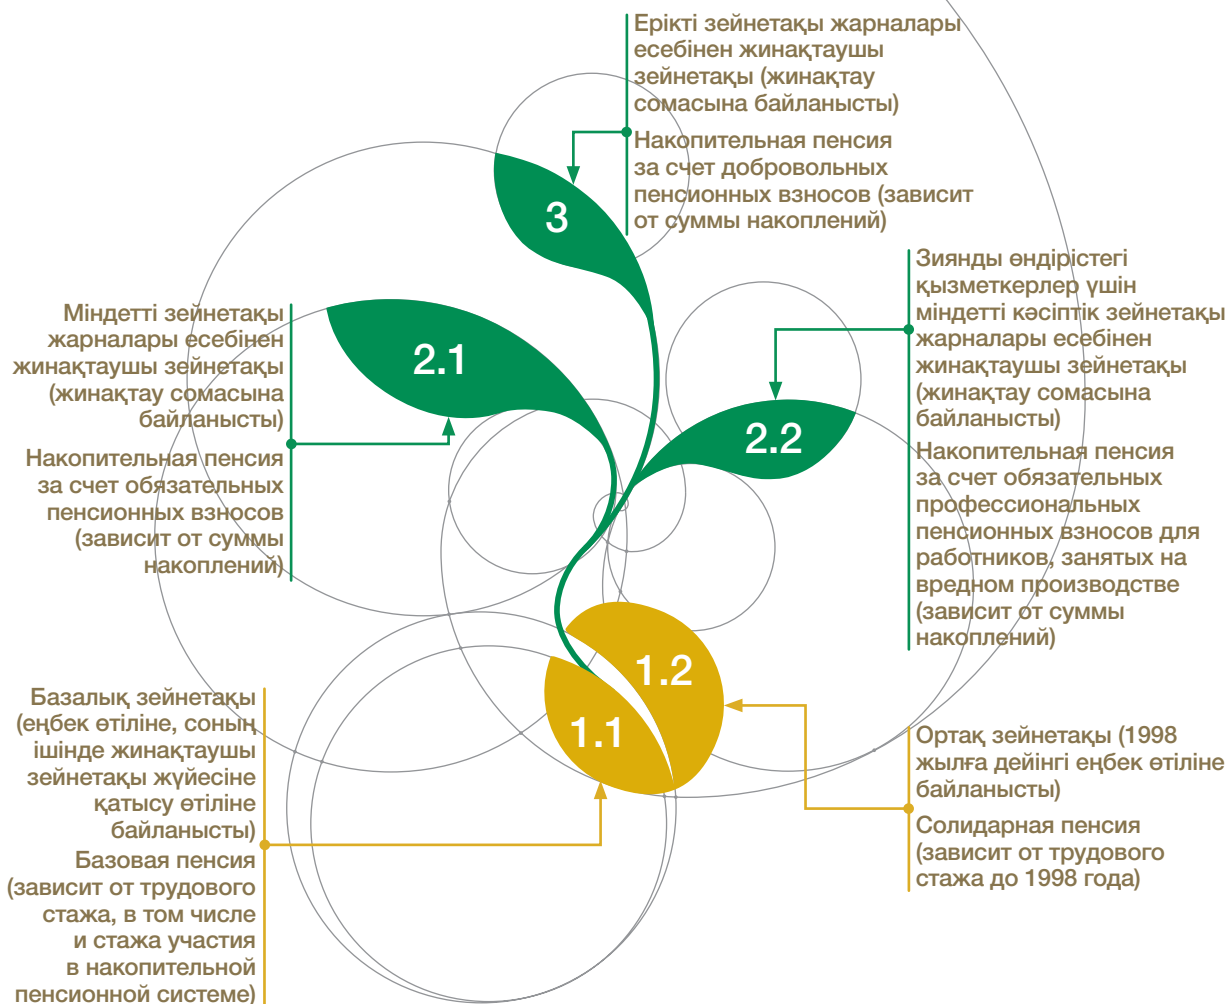 Ерікті зейнетақы жарналары
есебінен жинақтаушы
зейнетақы (жинақтау
сомасына байланысты)
Накопительная пенсия
за счет добровольных
пенсионных взносов (зависит
от суммы накоплений)
3
Міндетті зейнетақы
жарналары есебінен
жинақтаушы зейнетақы
(жинақтау сомасына
байланысты)
Накопительная пенсия
за счет обязательных
пенсионных взносов
(зависит от суммы
накоплений)
2.1
Зиянды өндірістегі
қызметкерлер үшін
міндетті кәсіптік зейнетақы
жарналары есебінен
жинақтаушы зейнетақы
(жинақтау сомасына
байланысты)
Накопительная пенсия
за счет обязательных
профессиональных
пенсионных взносов для
работников, занятых на
вредном производстве
(зависит от суммы
накоплений)
2.2
1.2
1.1
Базалық зейнетақы
(еңбек өтіліне, соның
ішінде жинақтаушы
зейнетақы жүйесіне
қатысу өтіліне
байланысты)
Базовая пенсия
(зависит от трудового
стажа, в том числе
и стажа участия
в накопительной
пенсионной системе)
Ортақ зейнетақы (1998
жылға дейінгі еңбек өтіліне
байланысты)
Солидарная пенсия
(зависит от трудового
стажа до 1998 года)